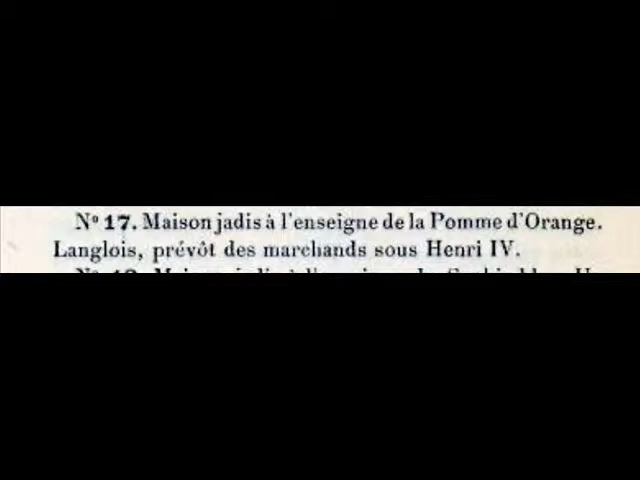 Nº 17. Maison jadis à l'enseigne de la Pomme d'Orange.
Langlois, prévôt des marchands sous Henri IV.